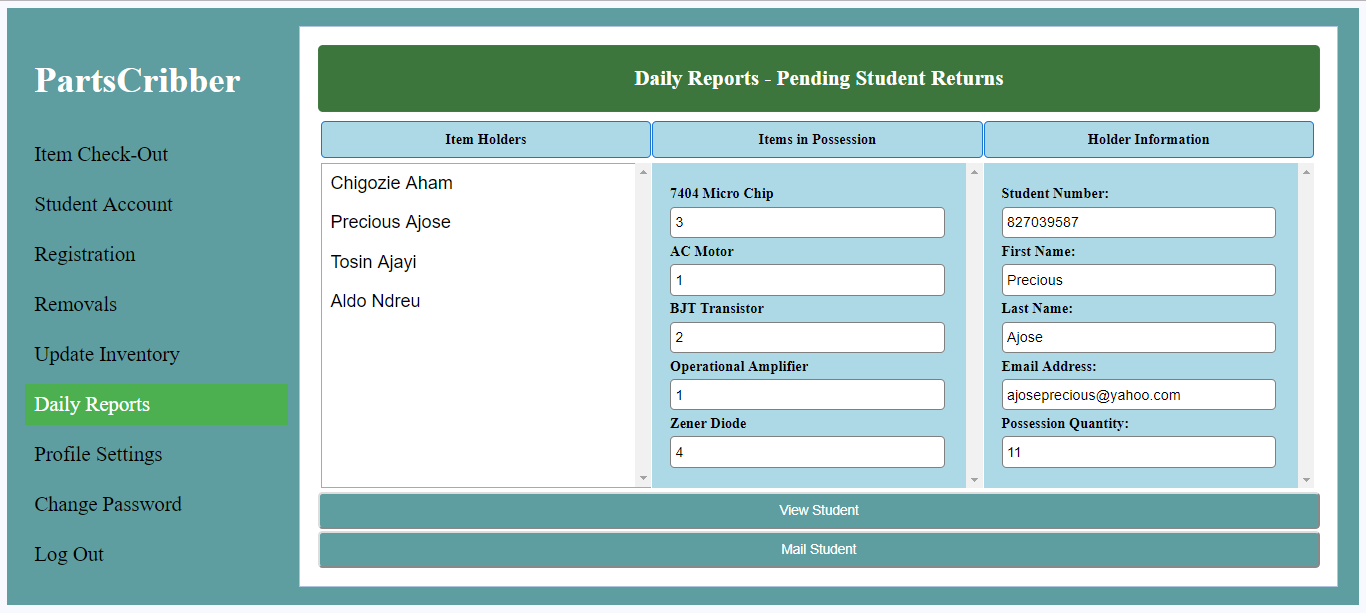 PartsCribber
Item Check-Out
Student Account
Registration
Removals
Update Inventory
Daily Reports
Profile Settings
Change Password
Log Out
Daily Reports - Pending Student Returns
Item Holders
Chigozie Aham
Precious Ajose
Tosin Ajayi
Aldo Ndreu
Items in Possession
7404 Micro Chip
3
AC Motor
1
BJT Transistor
2
Operational Amplifier
1
Zener Diode
4
Holder Information
Student Number:
827039587
First Name:
Precious
Last Name:
Ajose
Email Address:
ajoseprecious@yahoo.com
Possession Quantity:
11
View Student
Mail Student